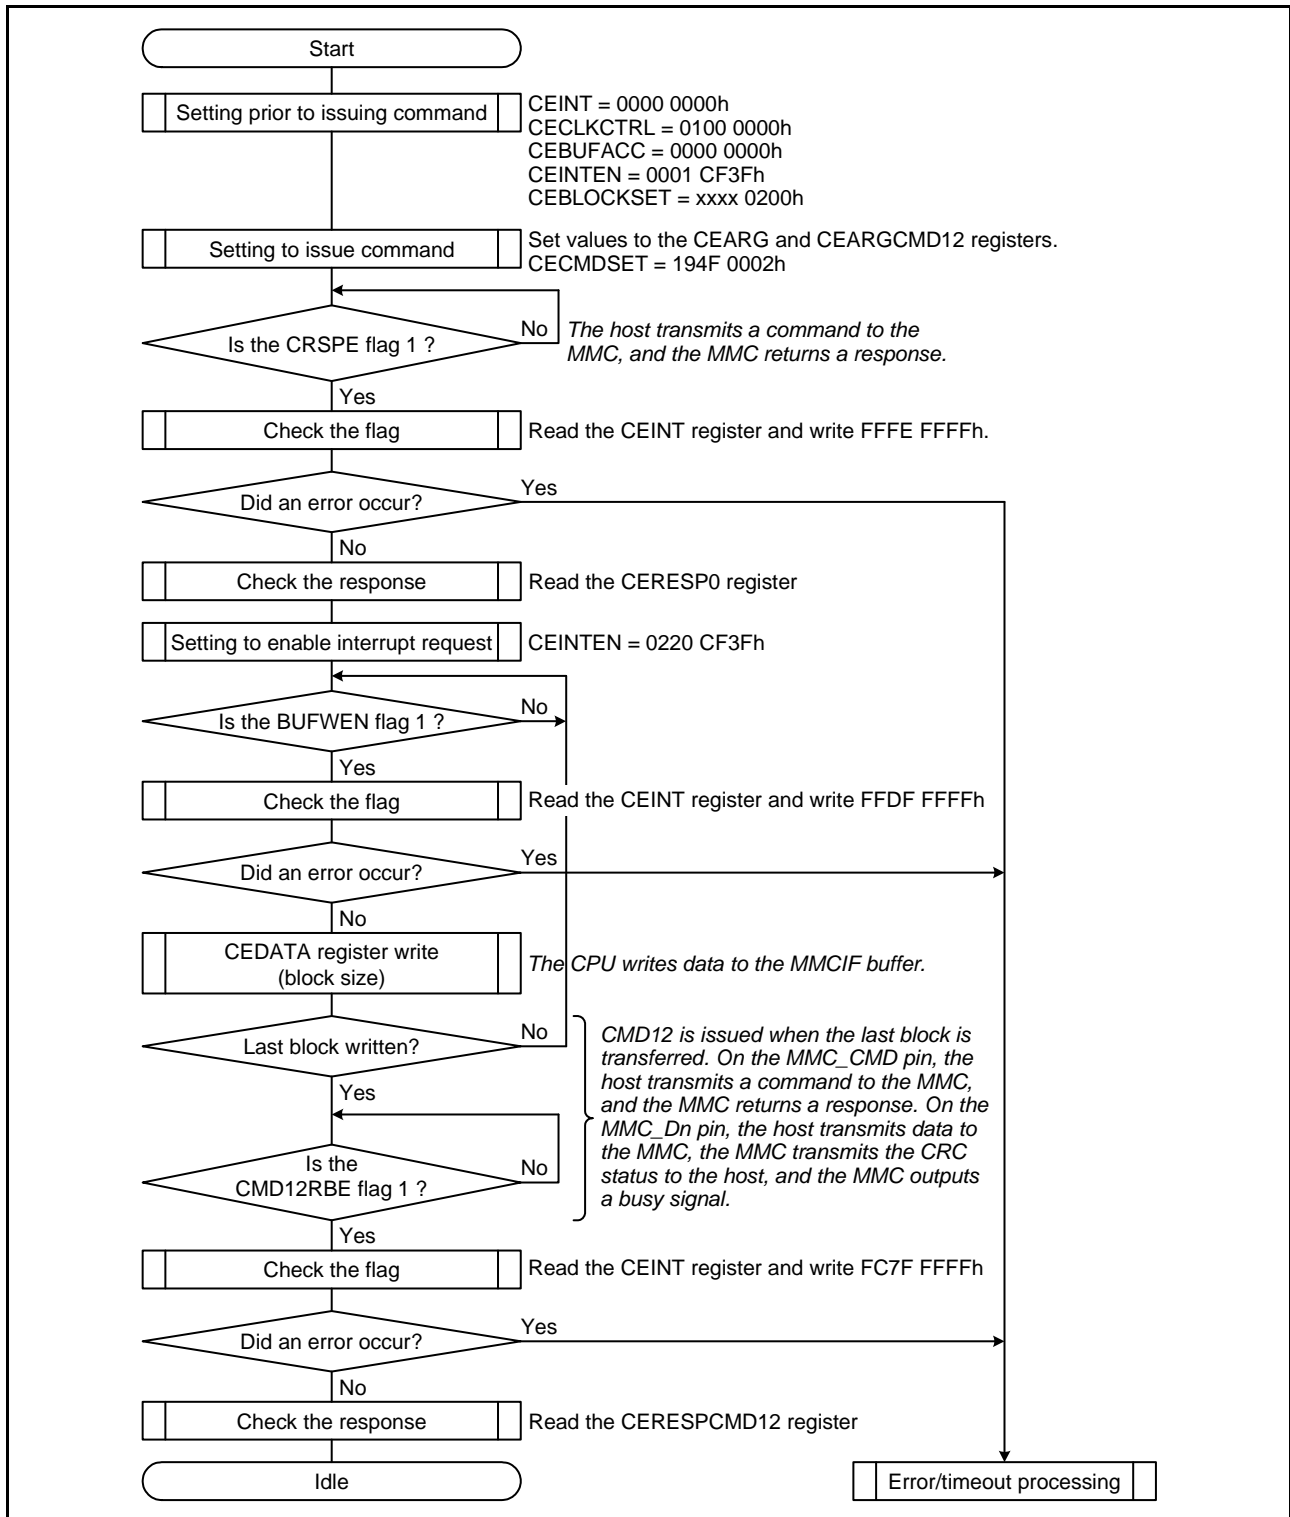 Start
Setting prior to issuing command
CEINT = 0000 0000h
CECLKCTRL = 0100 0000h
CEBUFACC = 0000 0000h
CEINTEN = 0001 CF3Fh
CEBLOCKSET = xxxx 0200h
Setting to issue command
Set values to the CEARG and CEARGCMD12 registers.
CECMDSET = 194F 0002h
Is the CRSPE flag 1 ?
No
The host transmits a command to the
MMC, and the MMC returns a response.
Yes
Check the flag
Read the CEINT register and write FFFE FFFFh.
Did an error occur?
Yes
No
Check the response
Read the CERESP0 register
Setting to enable interrupt request
CEINTEN = 0220 CF3Fh
Is the BUFWEN flag 1 ?
No
Yes
Check the flag
Read the CEINT register and write FFDF FFFFh
Did an error occur?
Yes
No
CEDATA register write
(block size)
The CPU writes data to the MMCIF buffer.
Last block written?
No
Yes
CMD12 is issued when the last block is
transferred. On the MMC_CMD pin, the
host transmits a command to the MMC,
and the MMC returns a response. On the
MMC_Dn pin, the host transmits data to
the MMC, the MMC transmits the CRC
status to the host, and the MMC outputs
a busy signal.
Is the
CMD12RBE flag 1 ?
No
Yes
Check the flag
Read the CEINT register and write FC7F FFFFh
Did an error occur?
Yes
No
Check the response
Read the CERESPCMD12 register
Idle
Error/timeout processing